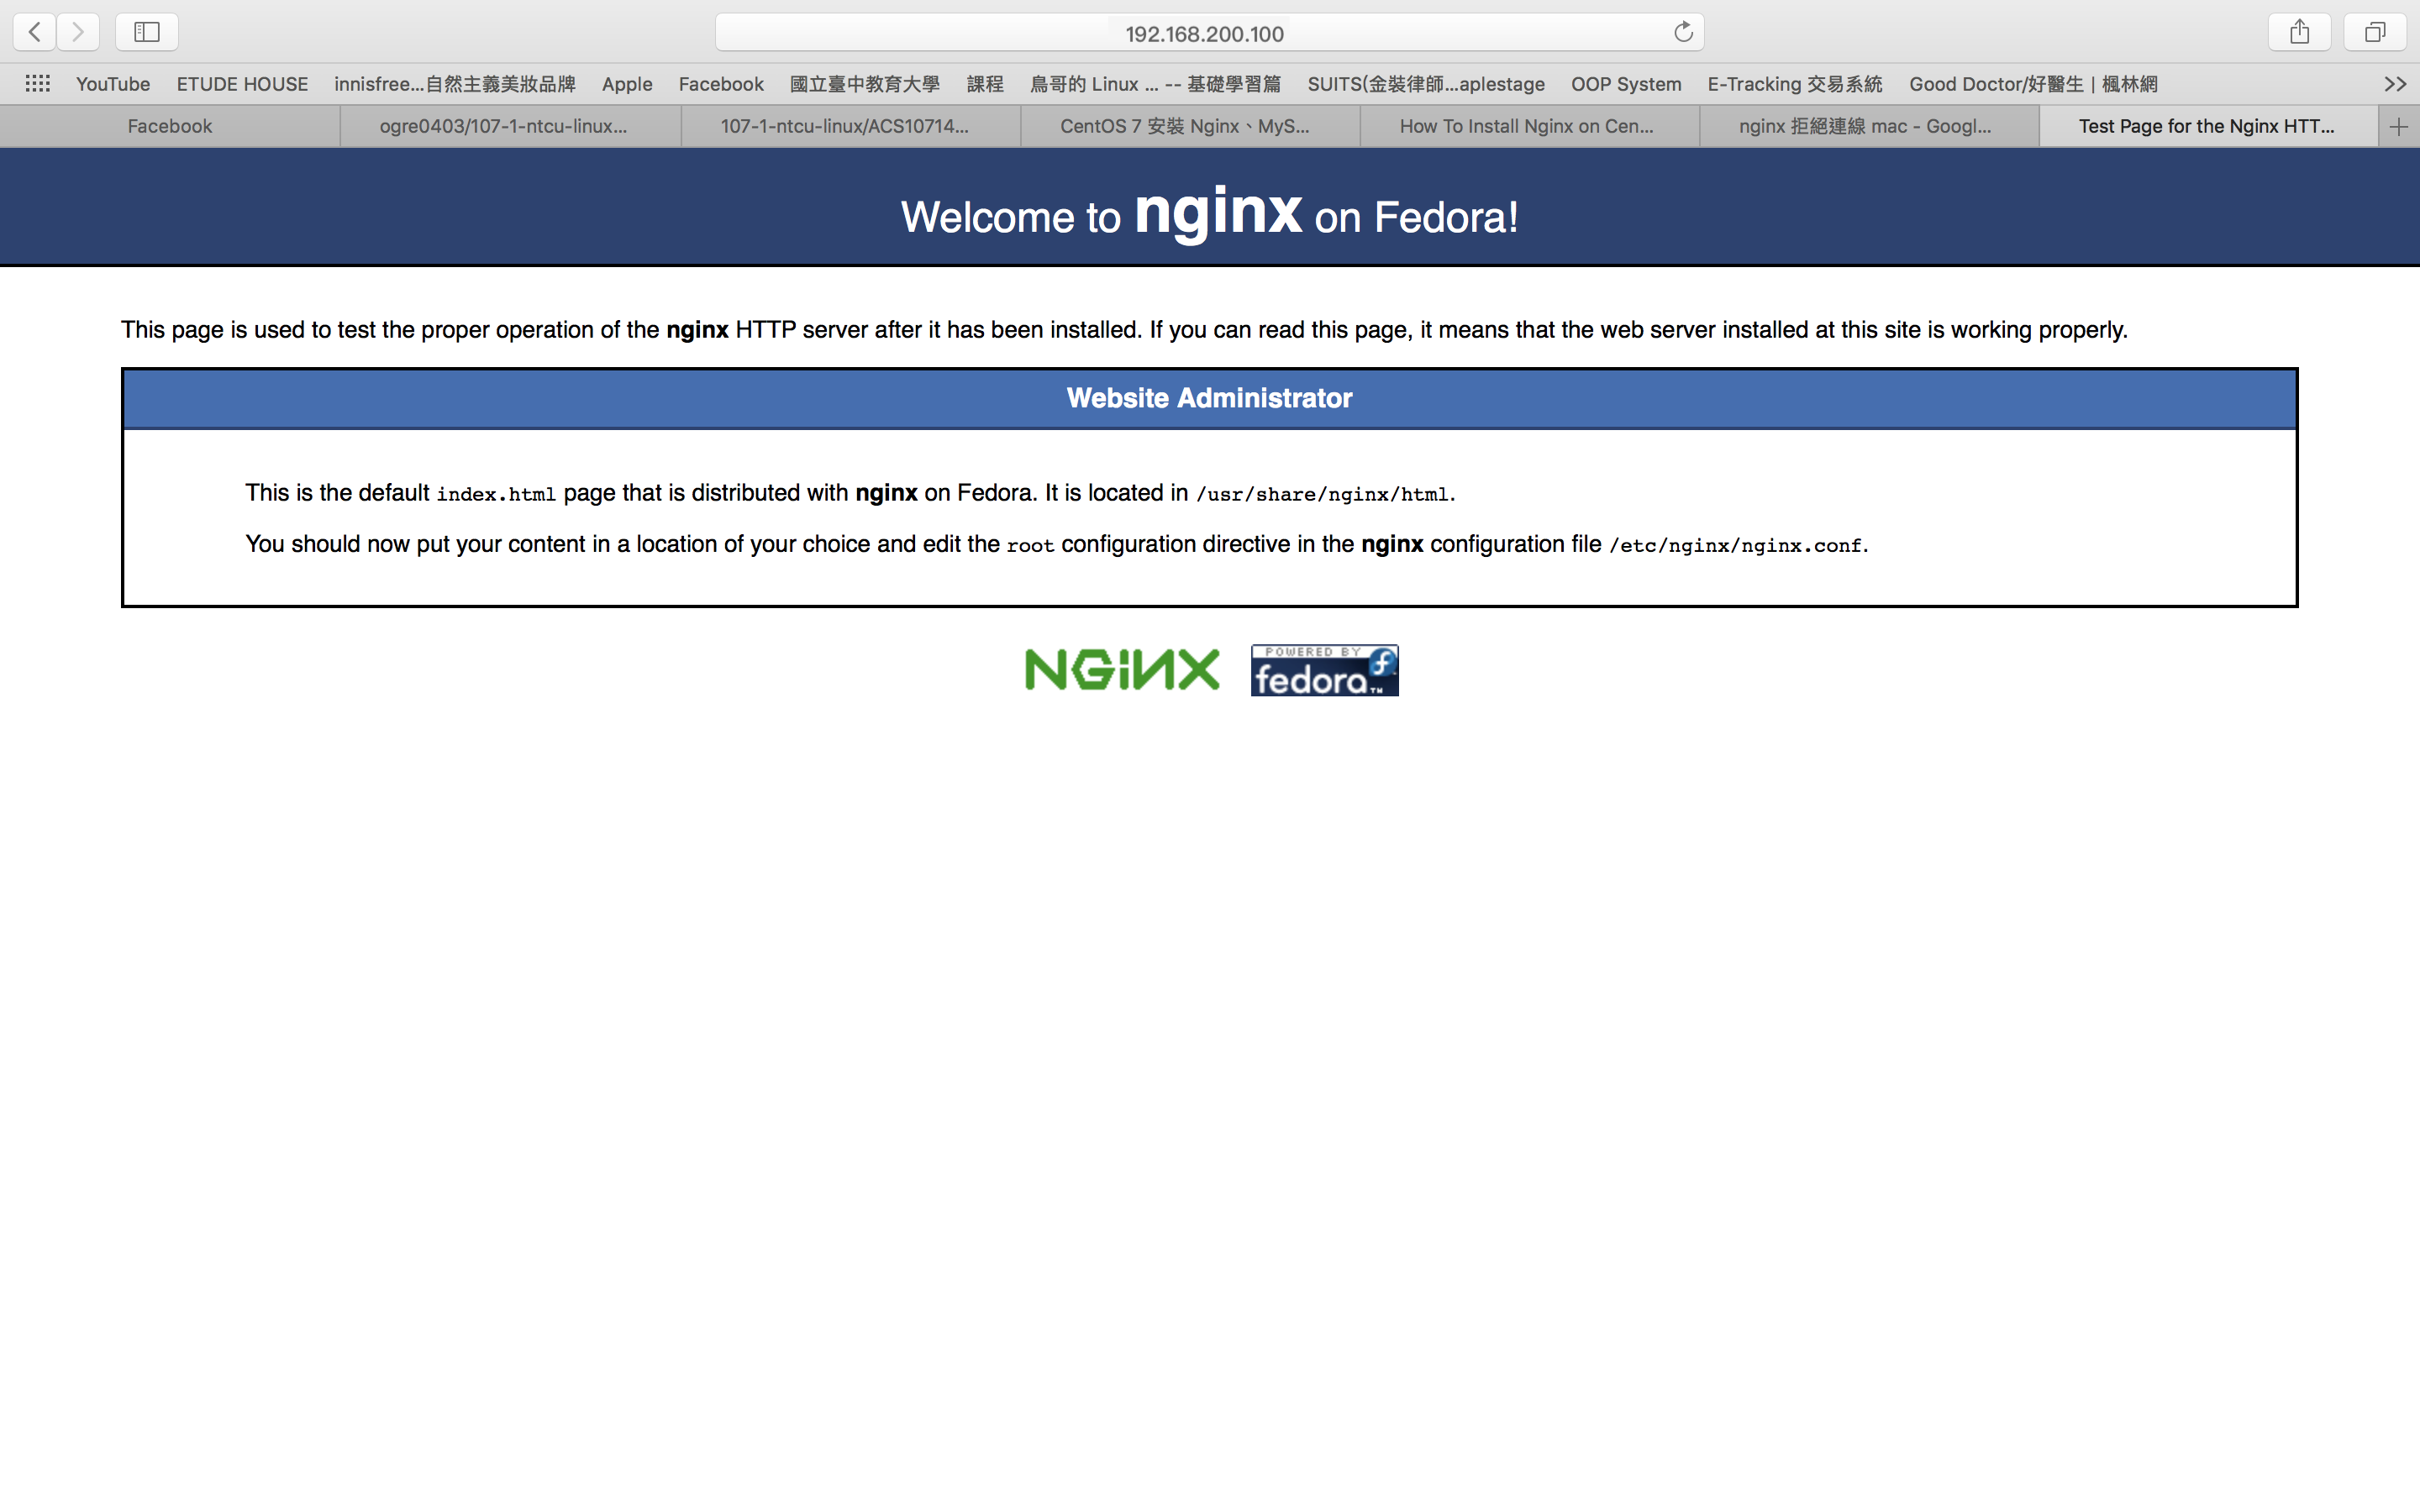 192.168.200.100
YouTube ETUDE HOUSE innisfree...自然主義美妝品牌 Apple Facebook 國立臺中教育大學 課程 鳥哥的 Linux ... -- 基礎學習篇 SUITS(金裝律師...aplestage OOP System E-Tracking 交易系統 Good Doctor/好醫生 | 楓林網
Facebook ogre0403/107-1-ntcu-linux... 107-1-ntcu-linux/ACS10714... CentOS 7 安裝 Nginx、MyS... How To Install Nginx on Cen... nginx 拒絕連線 mac - Googl... Test Page for the Nginx HTT...
Welcome to nginx on Fedora!
This page is used to test the proper operation of the nginx HTTP server after it has been installed. If you can read this page, it means that the web server installed at this site is working properly.
Website Administrator
This is the default index.html page that is distributed with nginx on Fedora. It is located in /usr/share/nginx/html.
You should now put your content in a location of your choice and edit the root configuration directive in the nginx configuration file /etc/nginx/nginx.conf.
NGINX POWERED BY
fedora™